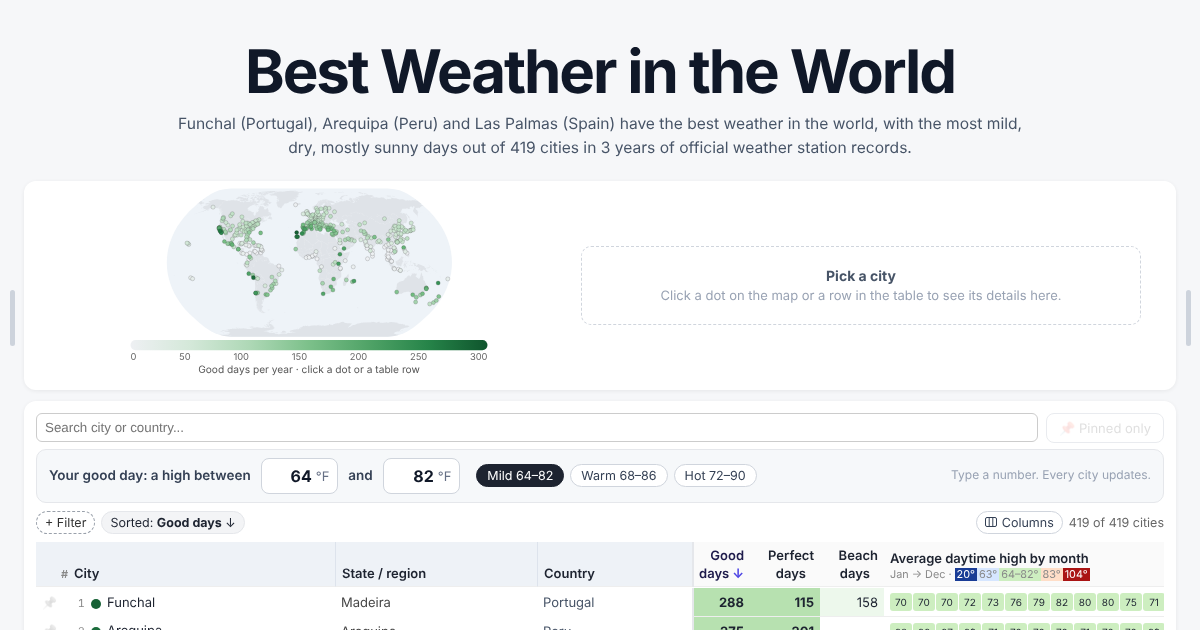 Best Weather in the World
Funchal (Portugal), Arequipa (Peru) and Las Palmas (Spain) have the best weather in the world, with the most mild,
dry, mostly sunny days out of 419 cities in 3 years of official weather station records.
0 50 100 150 200 250 300
Good days per year · click a dot or a table row
Pick a city
Click a dot on the map or a row in the table to see its details here.
Search city or country...
📌 Pinned only
Your good day: a high between 64 °F and 82 °F Mild 64–82 Warm 68–86 Hot 72–90 Type a number. Every city updates.
+ Filter Sorted: Good days ↓ Columns 419 of 419 cities
# City State / region Country Good days ↓ Perfect days Beach days Average daytime high by month
Jan → Dec · 20° 63° 64–82° 83° 104°
1 Funchal Madeira Portugal 288 115 158 70 70 70 72 73 76 79 82 80 80 75 71
Arequipa Arequipa Peru